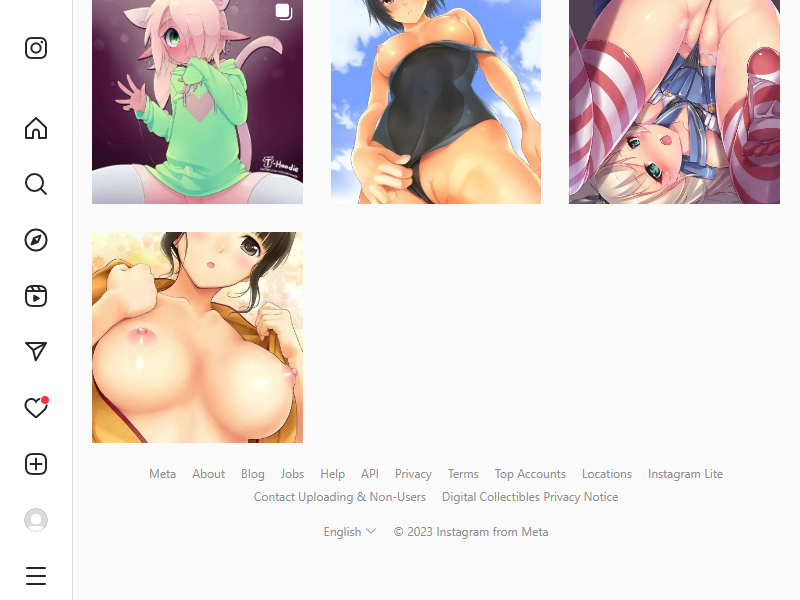 T-Hoodie
Meta About Blog Jobs Help API Privacy Terms Top Accounts Locations Instagram Lite
Contact Uploading & Non-Users Digital Collectibles Privacy Notice
English © 2023 Instagram from Meta